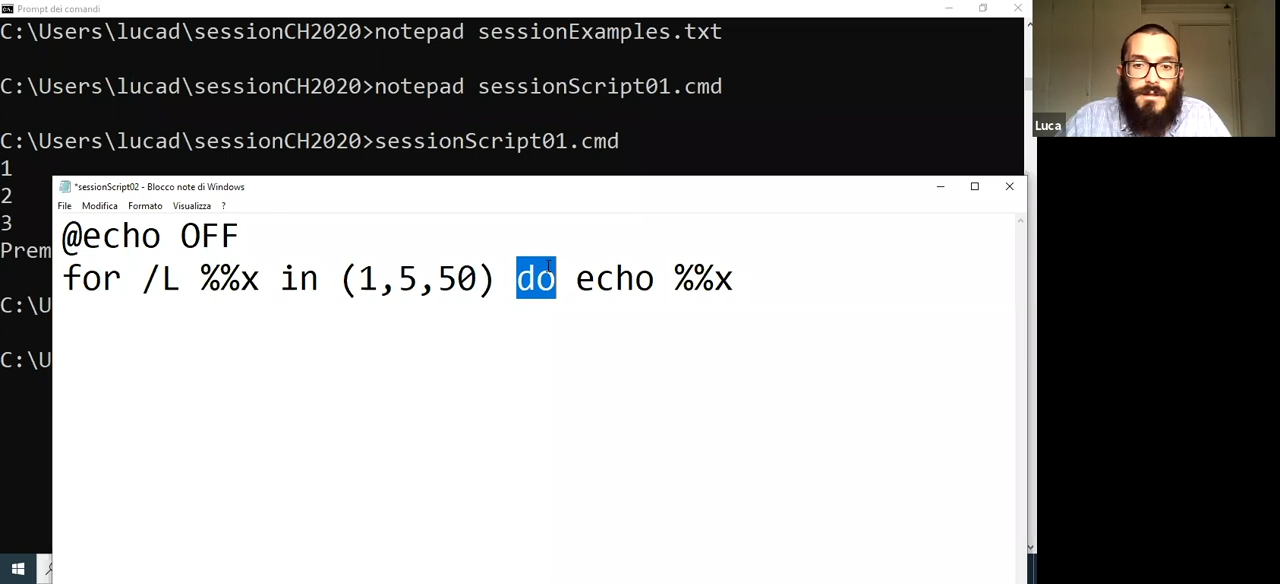 Prompt dei comandi
C:\Users\lucad\sessionCH2020>notepad sessionExamples.txt
C:\Users\lucad\sessionCH2020>notepad sessionScript01.cmd
C:\Users\lucad\sessionCH2020>sessionScript01.cmd
1
2
3
Prem
C:\U
C:\U
*sessionScript02 - Blocco note di Windows
File Modifica Formato Visualizza ?
@echo OFF
for /L %%x in (1,5,50) do echo %%x
Luca